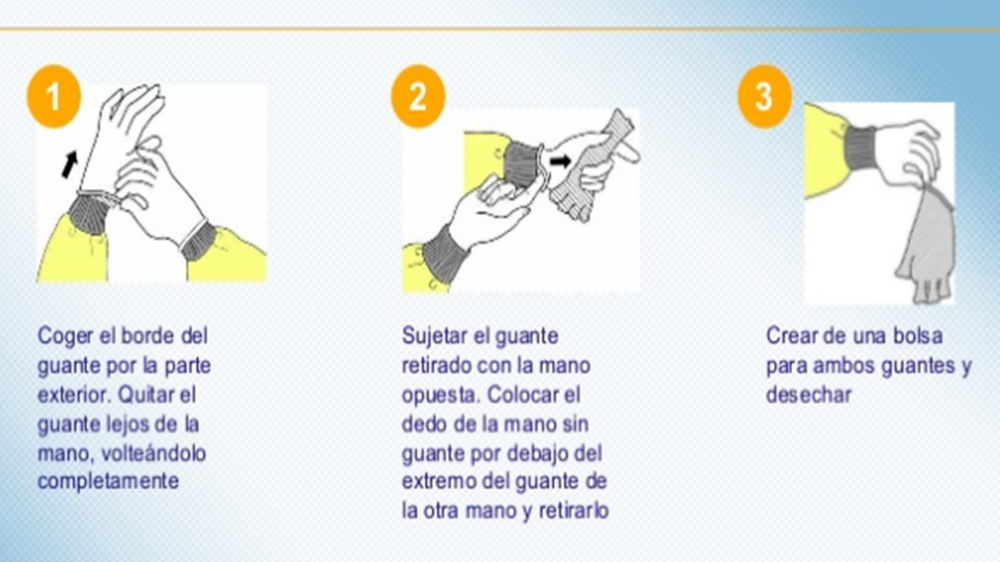 1
Coger el borde del
guante por la parte
exterior. Quitar el
guante lejos de la
mano, volteándolo
completamente
2
Sujetar el guante
retirado con la mano
opuesta. Colocar el
dedo de la mano sin
guante por debajo del
extremo del guante de
la otra mano y retirarlo
3
Crear de una bolsa
para ambos guantes y
desechar